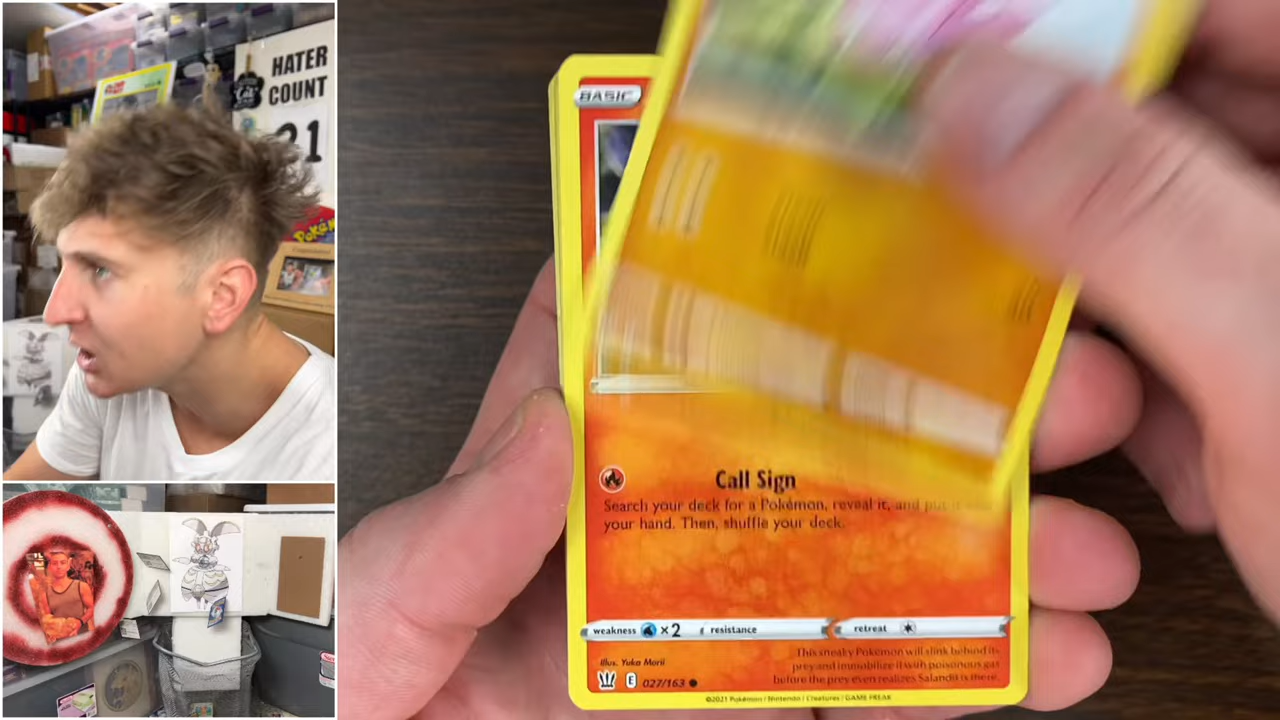 HATER
COUNT
21
POKéM
BASIC
Call Sign
Search your deck for a Pokémon, reveal it, and put it
your hand. Then, shuffle your deck.
weakness ×2 resistance retreat
Illus. Yuka Morii
E 027/163
This sneaky Pokémon will slink behind its
prey and immobilize it with poisonous gas
before the prey even realizes Salandit is there.
©2021 Pokémon / Nintendo / Creatures / GAME FREAK